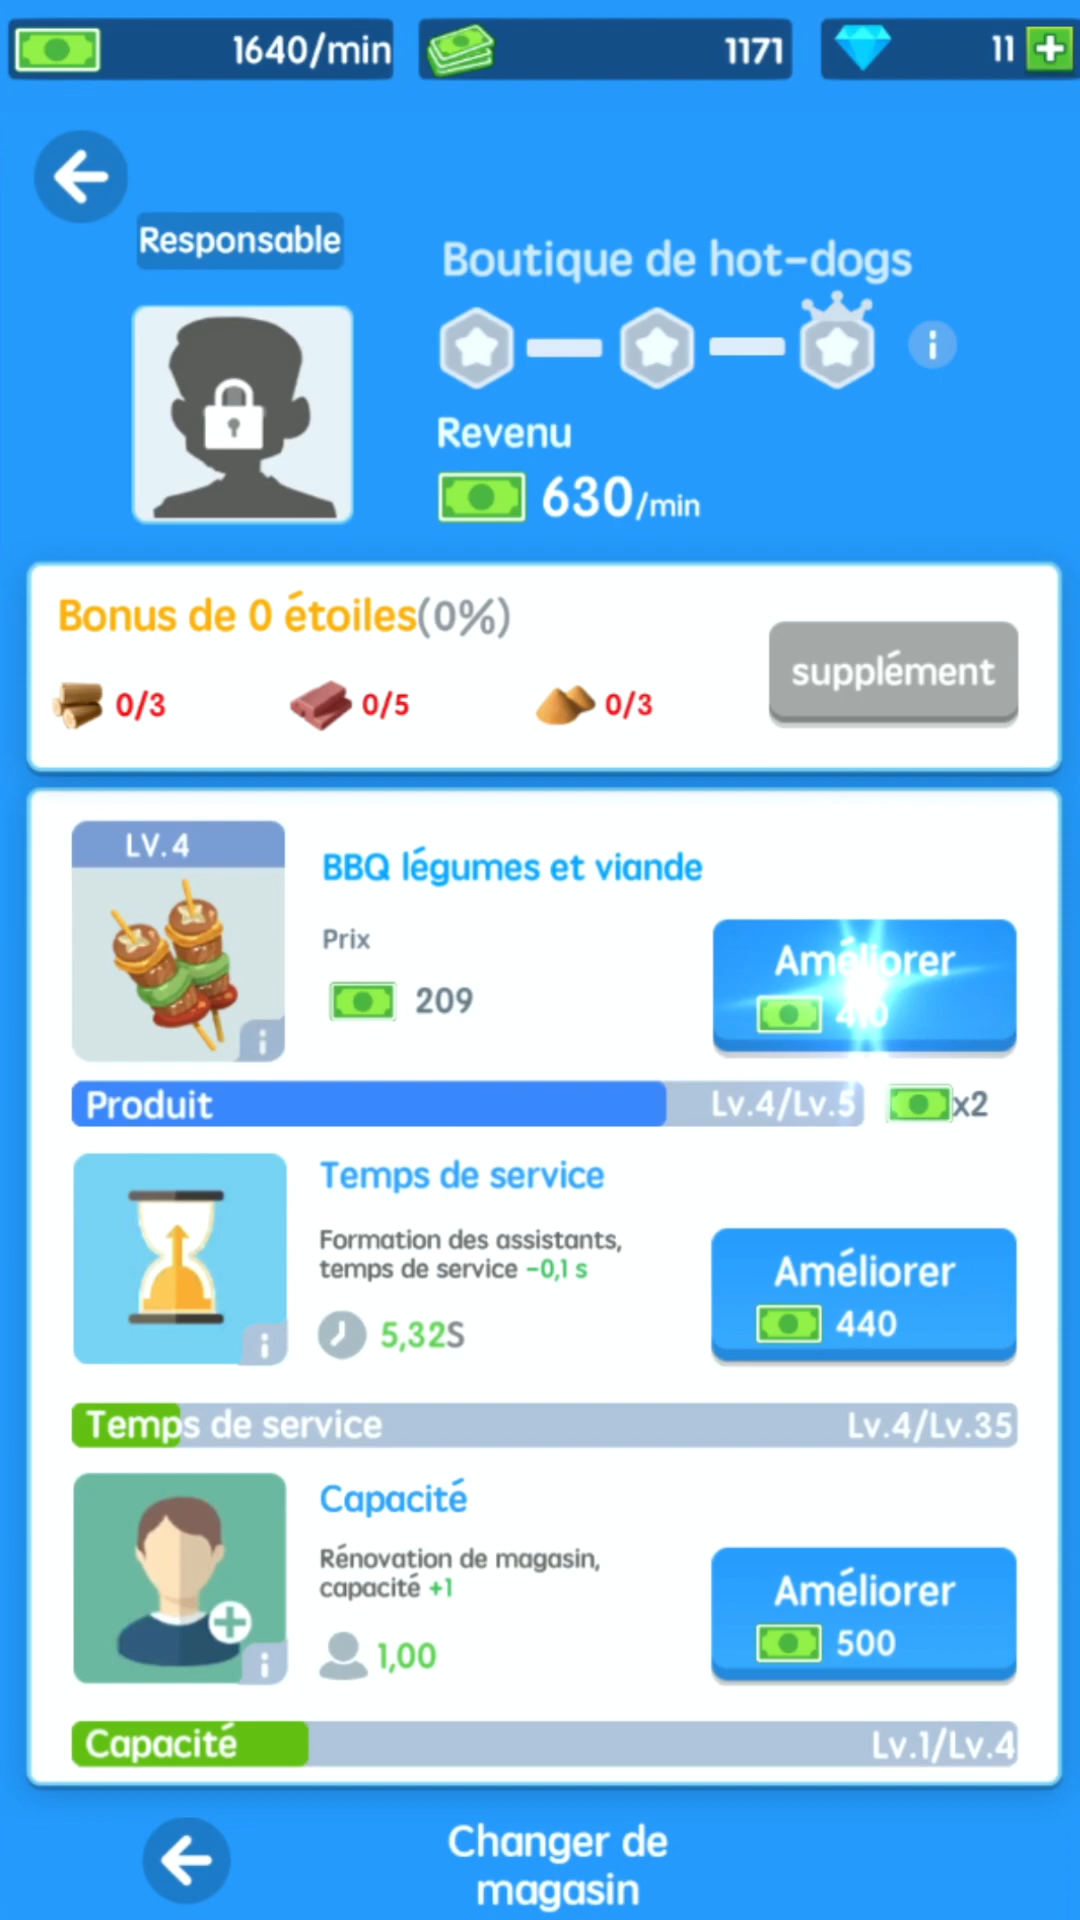 1640/min 1171 11
Responsable
Boutique de hot-dogs
Revenu
630/min
Bonus de 0 étoiles(0%)
0/3 0/5 0/3
supplément
LV.4
BBQ légumes et viande
Prix
209
Améliorer
410
Produit Lv.4/Lv.5 x2
Temps de service
Formation des assistants,
temps de service -0,1 s
5,32S
Améliorer
440
Temps de service Lv.4/Lv.35
Capacité
Rénovation de magasin,
capacité +1
1,00
Améliorer
500
Capacité Lv.1/Lv.4
Changer de
magasin